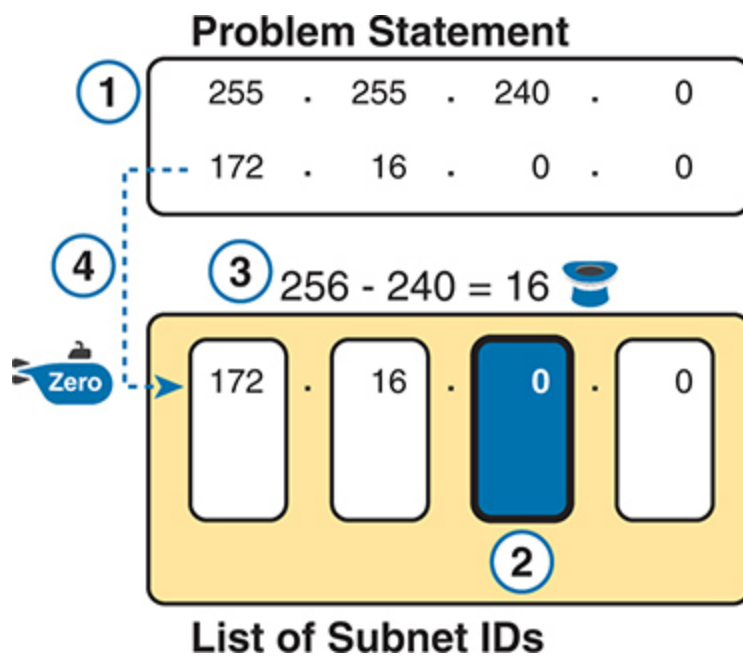 Problem Statement
1
255 . 255 . 240 . 0
172 . 16 . 0 . 0
4
3 256 - 240 = 16
Zero
172 . 16 . 0 . 0
2
List of Subnet IDs